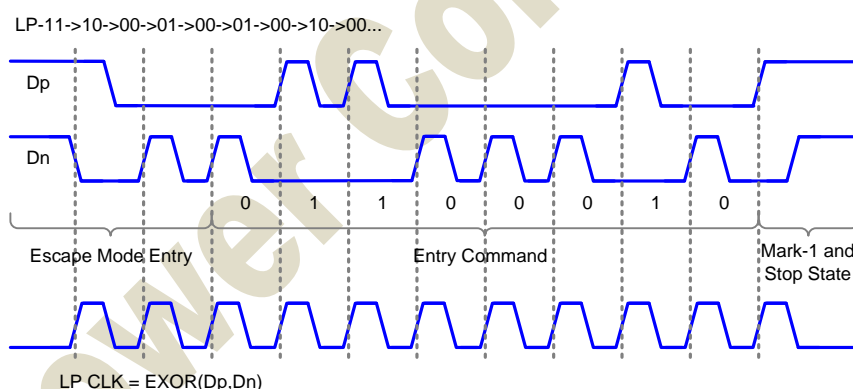 LP-11->10->00->01->00->01->00->10->00...
Dp
Dn
0 1 1 0 0 0 1 0
Escape Mode Entry
Entry Command
Mark-1 and
Stop State
LP CLK = EXOR(Dp,Dn)